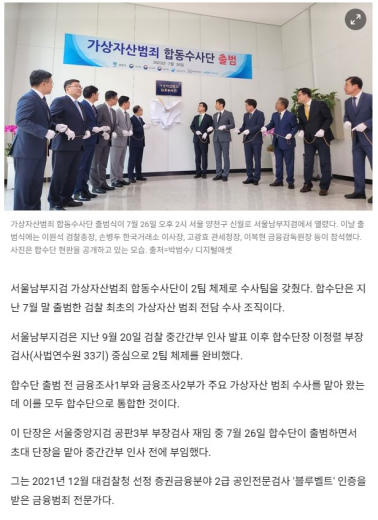 가상자산범죄 합동수사단 출범
2023년 7월 26일
가상자산범죄 합동수사단 출범식이 7월 26일 오후 2시 서울 양천구 신월로 서울남부지검에서 열렸다. 이날 출
범식에는 이원석 검찰총장, 손병두 한국거래소 이사장, 고광효 관세청장, 이복현 금융감독원장 등이 참석했다.
사진은 합수단 현판을 공개하고 있는 모습. 출처=박범수/ 디지털애셋
서울남부지검 가상자산범죄 합동수사단이 2팀 체제로 수사팀을 갖췄다. 합수단은 지
난 7월 말 출범한 검찰 최초의 가상자산 범죄 전담 수사 조직이다.
서울남부지검은 지난 9월 20일 검찰 중간간부 인사 발표 이후 합수단장 이정렬 부장
검사(사법연수원 33기) 중심으로 2팀 체제를 완비했다.
합수단 출범 전 금융조사1부와 금융조사2부가 주요 가상자산 범죄 수사를 맡아 왔는
데 이를 모두 합수단으로 통합한 것이다.
이 단장은 서울중앙지검 공판3부 부장검사 재임 중 7월 26일 합수단이 출범하면서
초대 단장을 맡아 중간간부 인사 전에 부임했다.
그는 2021년 12월 대검찰청 선정 증권금융분야 2급 공인전문검사 '블루벨트' 인증을
받은 금융범죄 전문가다.